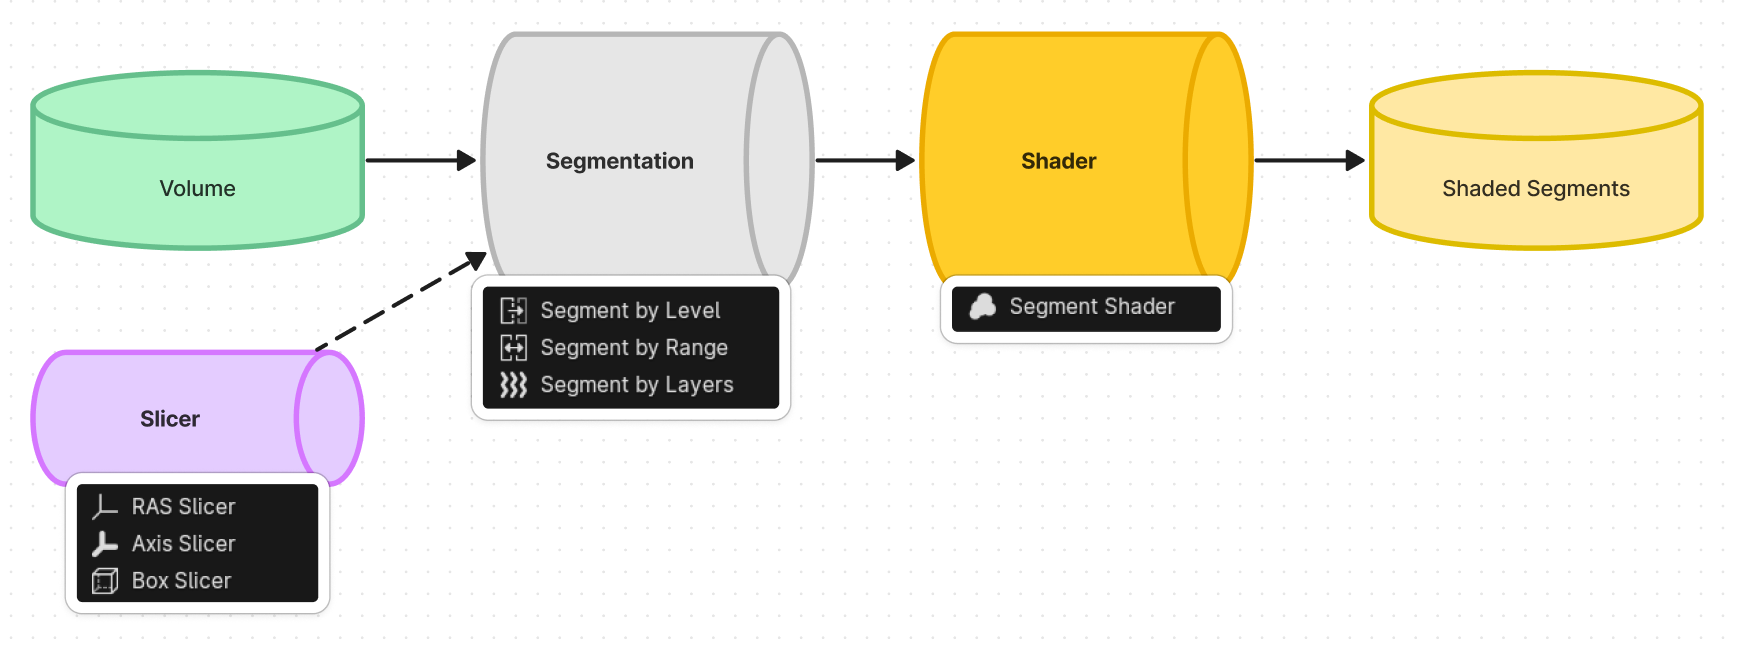 Volume
Segmentation
Shader
Shaded Segments
Segment by Level
Segment by Range
Segment by Layers
Segment Shader
Slicer
RAS Slicer
Axis Slicer
Box Slicer